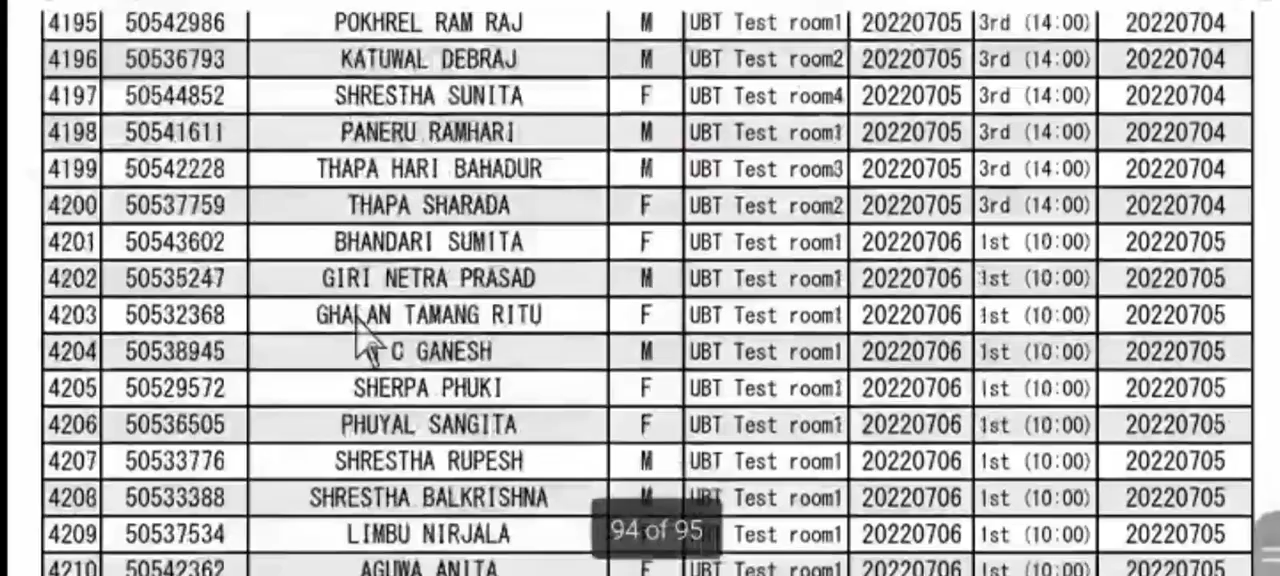 4195 50542986 POKHREL RAM RAJ M UBT Test room1 20220705 3rd (14:00) 20220704
4196 50536793 KATUWAL DEBRAJ M UBT Test room2 20220705 3rd (14:00) 20220704
4197 50544852 SHRESTHA SUNITA F UBT Test room4 20220705 3rd (14:00) 20220704
4198 50541611 PANERU RAMHARI M UBT Test room1 20220705 3rd (14:00) 20220704
4199 50542228 THAPA HARI BAHADUR M UBT Test room3 20220705 3rd (14:00) 20220704
4200 50537759 THAPA SHARADA F UBT Test room2 20220705 3rd (14:00) 20220704
4201 50543602 BHANDARI SUMITA F UBT Test room1 20220706 1st (10:00) 20220705
4202 50535247 GIRI NETRA PRASAD M UBT Test room1 20220706 1st (10:00) 20220705
4203 50532368 GHALAN TAMANG RITU F UBT Test room1 20220706 1st (10:00) 20220705
4204 50538945 C GANESH M UBT Test room1 20220706 1st (10:00) 20220705
4205 50529572 SHERPA PHUKI F UBT Test room1 20220706 1st (10:00) 20220705
4206 50536505 PHUYAL SANGITA F UBT Test room1 20220706 1st (10:00) 20220705
4207 50533776 SHRESTHA RUPESH M UBT Test room1 20220706 1st (10:00) 20220705
4208 50533388 SHRESTHA BALKRISHNA M UBT Test room1 20220706 1st (10:00) 20220705
4209 50537534 LIMBU NIRJALA Test room1 20220706 1st (10:00) 20220705
94 of 95
4210 50542362 AGUWA ANITA F UBT Test room1 20220706 1st (10:00) 20220705